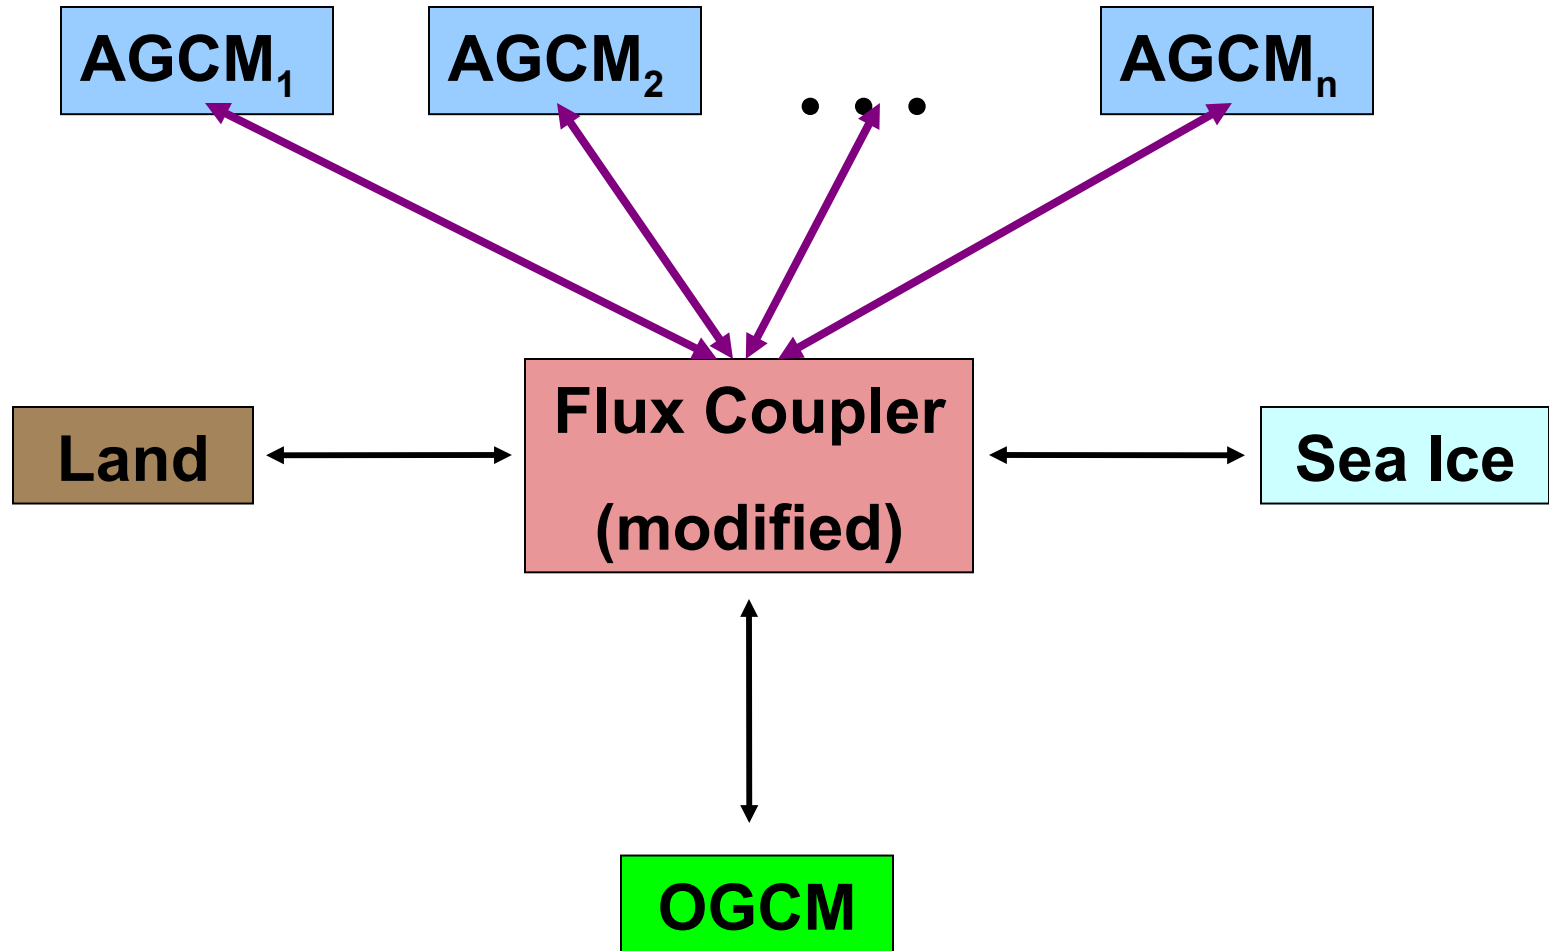 AGCM₁ AGCM₂ . . . AGCMₙ
Flux Coupler
Land Sea Ice
(modified)
OGCM